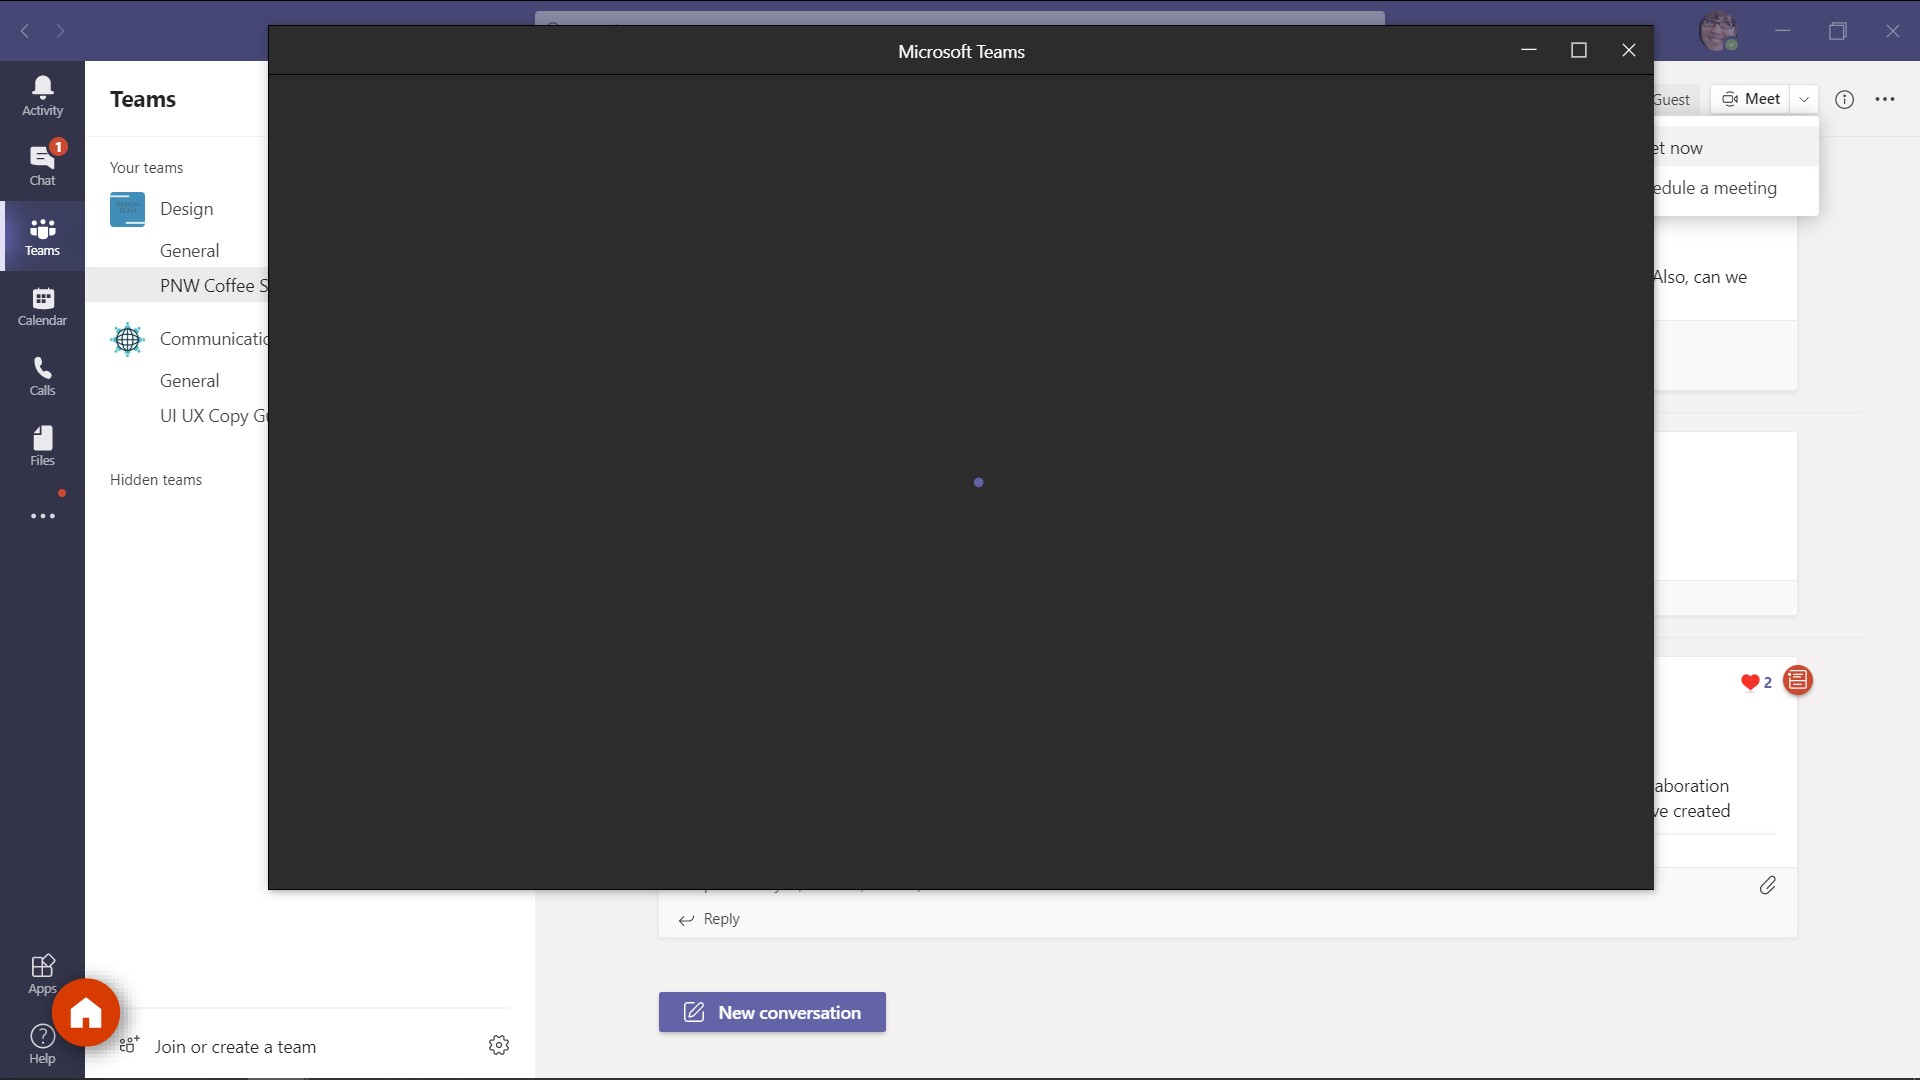 Microsoft Teams
Activity
1
Chat
Teams
Calendar
Calls
Files
Apps
Help
Teams
Your teams
Design
General
PNW Coffee S
Communicatio
General
UI UX Copy Gu
Hidden teams
Join or create a team
Guest
Meet
et now
edule a meeting
Also, can we
2
aboration
ve created
Reply
New conversation